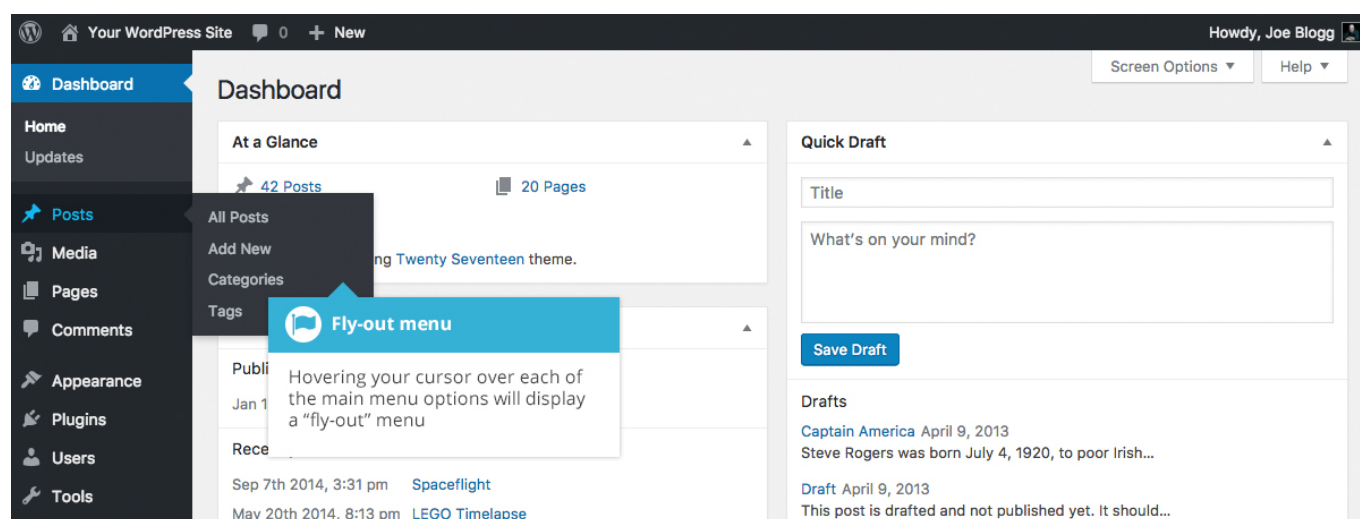 Your WordPress Site 0 + New Howdy, Joe Blogg
Screen Options ▼ Help ▼
Dashboard
Home
Updates
Posts
Media
Pages
Comments
Appearance
Plugins
Users
Tools
Dashboard
At a Glance
42 Posts 20 Pages
Twenty Seventeen theme.
All Posts
Add New
Categories
Tags
Fly-out menu
Hovering your cursor over each of
the main menu options will display
a “fly-out” menu
Sep 7th 2014, 3:31 pm Spaceflight
May 20th 2014, 8:13 pm LEGO Timelapse
Quick Draft
Title
What's on your mind?
Save Draft
Drafts
Captain America April 9, 2013
Steve Rogers was born July 4, 1920, to poor Irish...
Draft April 9, 2013
This post is drafted and not published yet. It should...